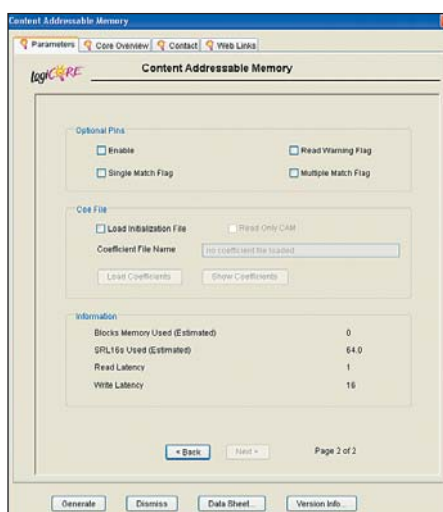 Content Addressable Memory
Parameters Core Overview Contact Web Links
logiCORE Content Addressable Memory
Optional Pins
Enable Read Warning Flag
Single Match Flag Multiple Match Flag
Coe File
Load Initialization File Read Only CAM
Coefficient File Name no coefficient file loaded
Load Coefficients Show Coefficients
Information
Blocks Memory Used (Estimated) 0
SRL16s Used (Estimated) 64.0
Read Latency 1
Write Latency 16
< Back Next > Page 2 of 2
Generate Dismiss Data Sheet... Version Info...